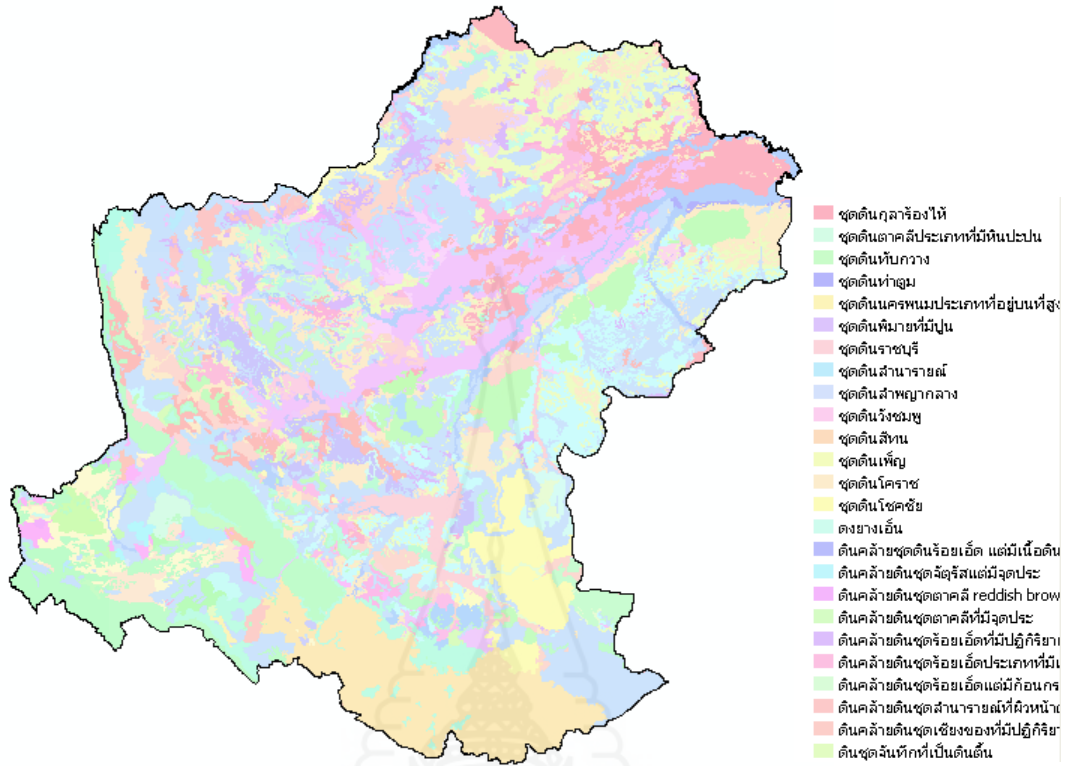 ชุดดินกุลาร้องไห้
ชุดดินตาคลีประเภทที่มีหินปะปน
ชุดดินทับกวาง
ชุดดินท่าตูม
ชุดดินนครพนมประเภทที่อยู่บนที่สูง
ชุดดินพิมายที่มีปูน
ชุดดินราชบุรี
ชุดดินลำนารายณ์
ชุดดินลำพญากลาง
ชุดดินวังชมพู
ชุดดินสีทน
ชุดดินเพ็ญ
ชุดดินโคราช
ชุดดินโชคชัย
ดงยางเอ็น
ดินคล้ายชุดดินร้อยเอ็ด แต่มีเนื้อดิน
ดินคล้ายดินชุดจัตุรัสแต่มีจุดประ
ดินคล้ายดินชุดตาคลี reddish brow
ดินคล้ายดินชุดตาคลีที่มีจุดประ
ดินคล้ายดินชุดร้อยเอ็ดที่มีปฏิกิริยา
ดินคล้ายดินชุดร้อยเอ็ดประเภทที่มี
ดินคล้ายดินชุดร้อยเอ็ดแต่มีก้อนกร
ดินคล้ายดินชุดลำนารายณ์ที่ผิวหน้า
ดินคล้ายดินชุดเชียงของที่มีปฏิกิริย
ดินชุดจันทึกที่เป็นดินตื้น